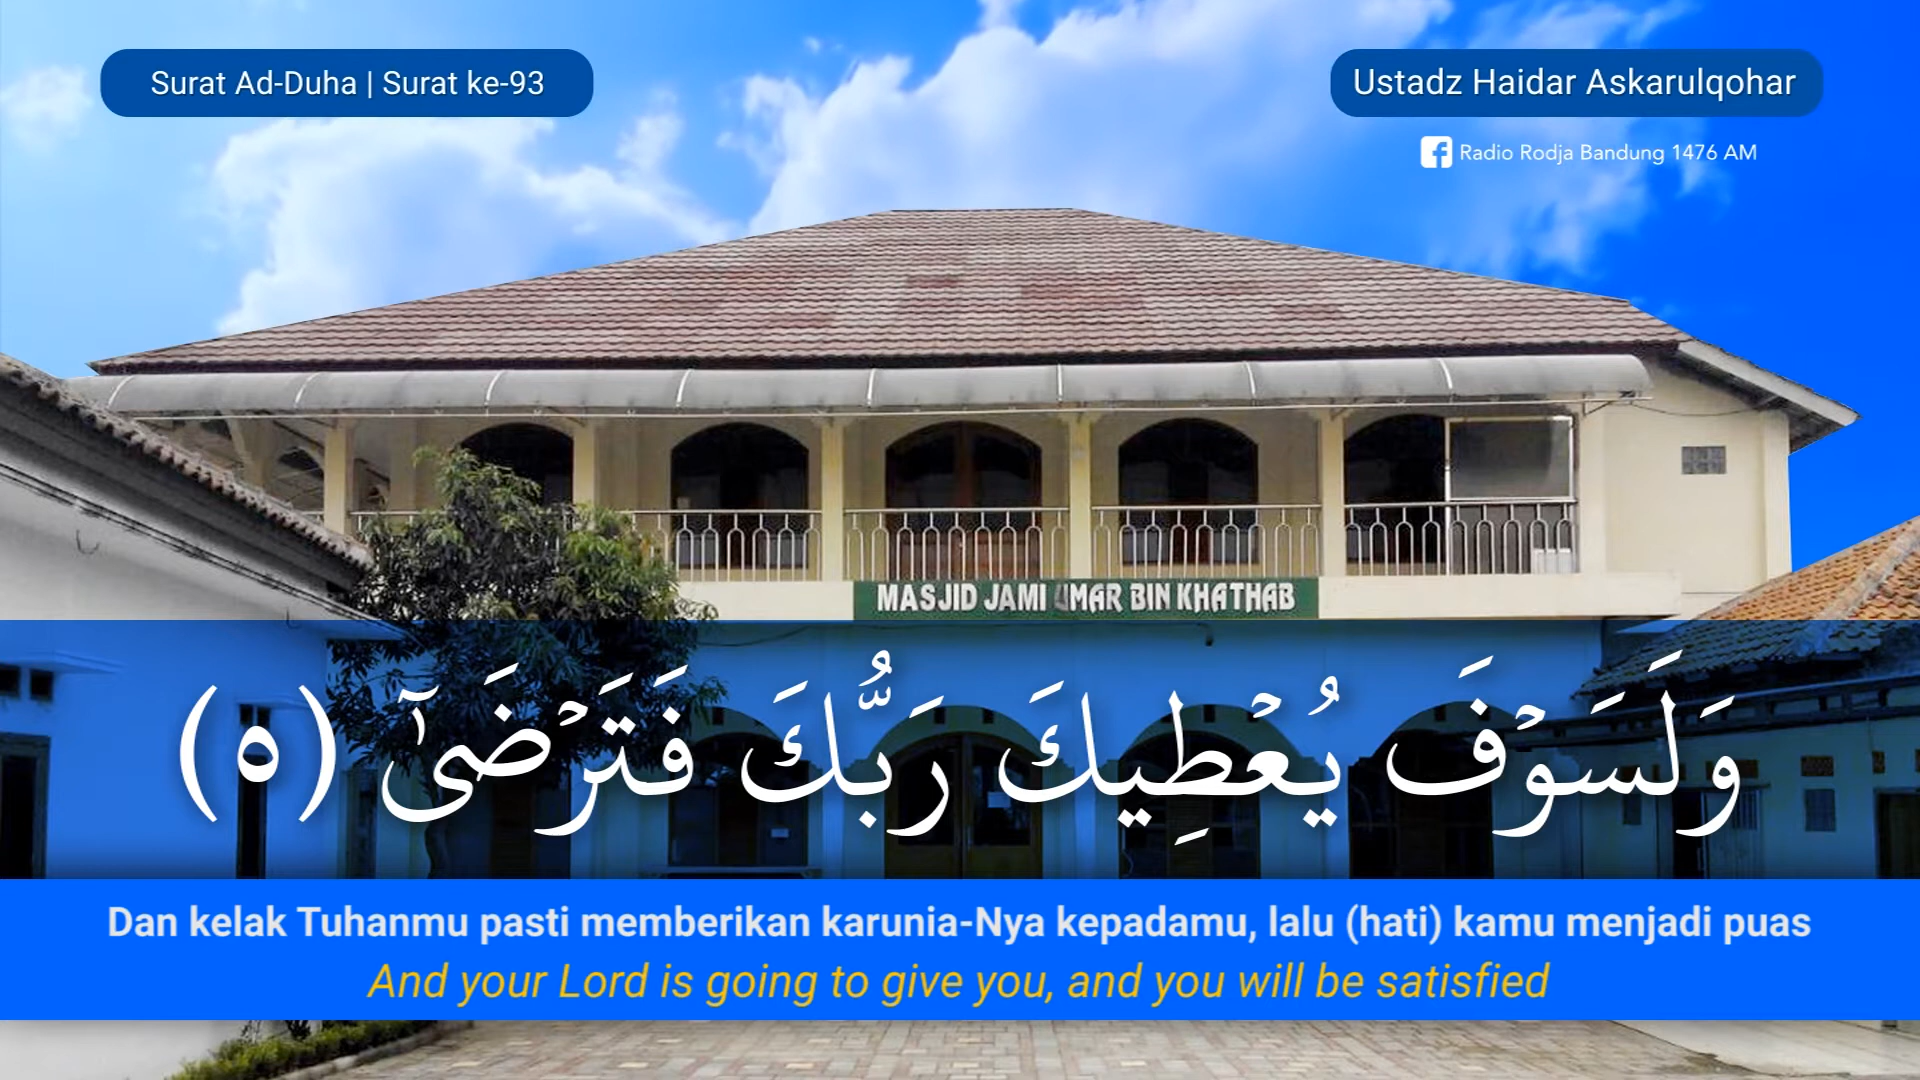 Surat Ad-Duha | Surat ke-93
Ustadz Haidar Askarulqohar
Radio Rodja Bandung 1476 AM
MASJID JAMI UMAR BIN KHATHAB
وَلَسَوۡفَ يُعۡطِيكَ رَبُّكَ فَتَرۡضَىٰٓ (٥)
Dan kelak Tuhanmu pasti memberikan karunia-Nya kepadamu, lalu (hati) kamu menjadi puas
And your Lord is going to give you, and you will be satisfied